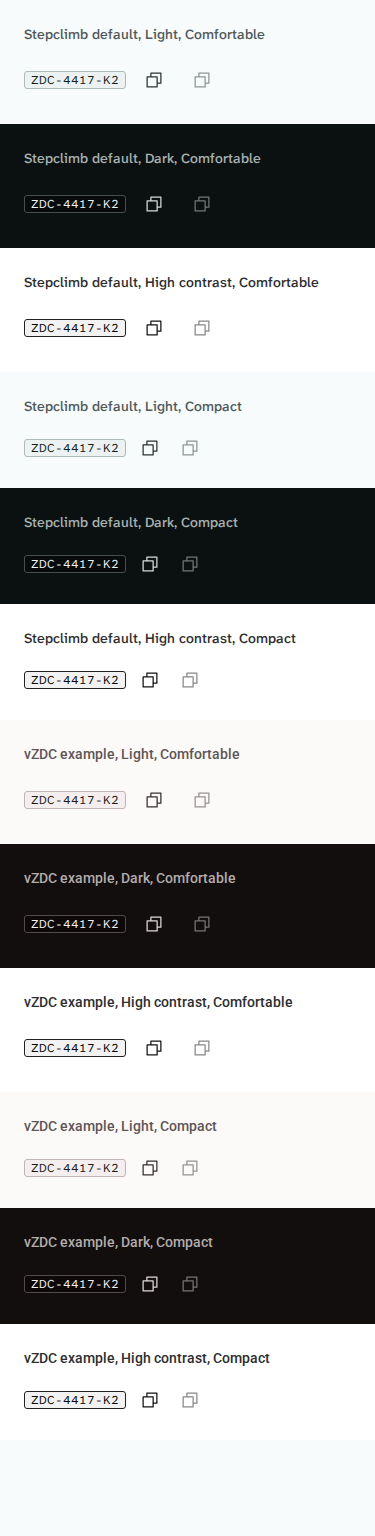 Stepclimb default, Light, Comfortable
ZDC-4417-K2
Stepclimb default, Dark, Comfortable
ZDC-4417-K2
Stepclimb default, High contrast, Comfortable
ZDC-4417-K2
Stepclimb default, Light, Compact
ZDC-4417-K2
Stepclimb default, Dark, Compact
ZDC-4417-K2
Stepclimb default, High contrast, Compact
ZDC-4417-K2
vZDC example, Light, Comfortable
ZDC-4417-K2
vZDC example, Dark, Comfortable
ZDC-4417-K2
vZDC example, High contrast, Comfortable
ZDC-4417-K2
vZDC example, Light, Compact
ZDC-4417-K2
vZDC example, Dark, Compact
ZDC-4417-K2
vZDC example, High contrast, Compact
ZDC-4417-K2